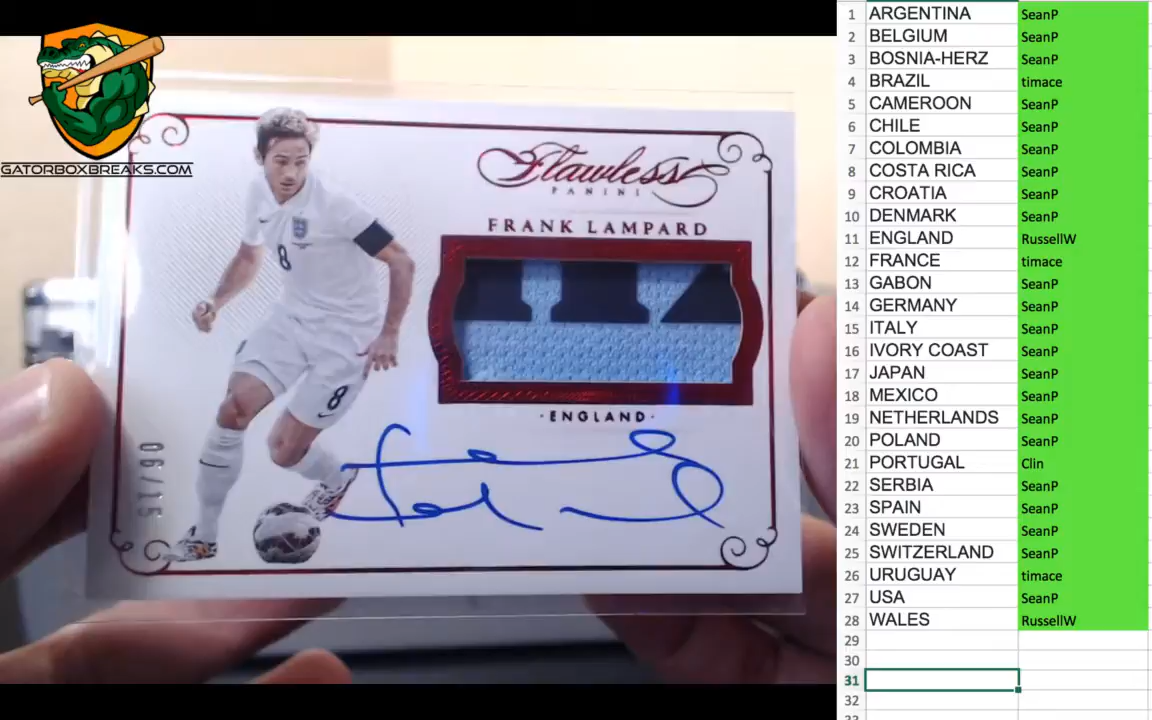 GATORBOXBREAKS.COM
Flawless
PANINI
FRANK LAMPARD
8
8
ENGLAND
06/15
1 ARGENTINA SeanP
2 BELGIUM SeanP
3 BOSNIA-HERZ SeanP
4 BRAZIL timace
5 CAMEROON SeanP
6 CHILE SeanP
7 COLOMBIA SeanP
8 COSTA RICA SeanP
9 CROATIA SeanP
10 DENMARK SeanP
11 ENGLAND RussellW
12 FRANCE timace
13 GABON SeanP
14 GERMANY SeanP
15 ITALY SeanP
16 IVORY COAST SeanP
17 JAPAN SeanP
18 MEXICO SeanP
19 NETHERLANDS SeanP
20 POLAND SeanP
21 PORTUGAL Clin
22 SERBIA SeanP
23 SPAIN SeanP
24 SWEDEN SeanP
25 SWITZERLAND SeanP
26 URUGUAY timace
27 USA SeanP
28 WALES RussellW
29
30
31
32
33